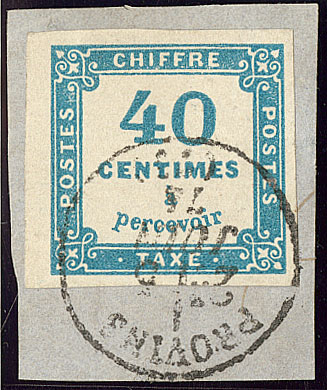 CHIFFRE
POSTES
POSTES
40
CENTIMES
à
percevoir
TAXE
PROVINS